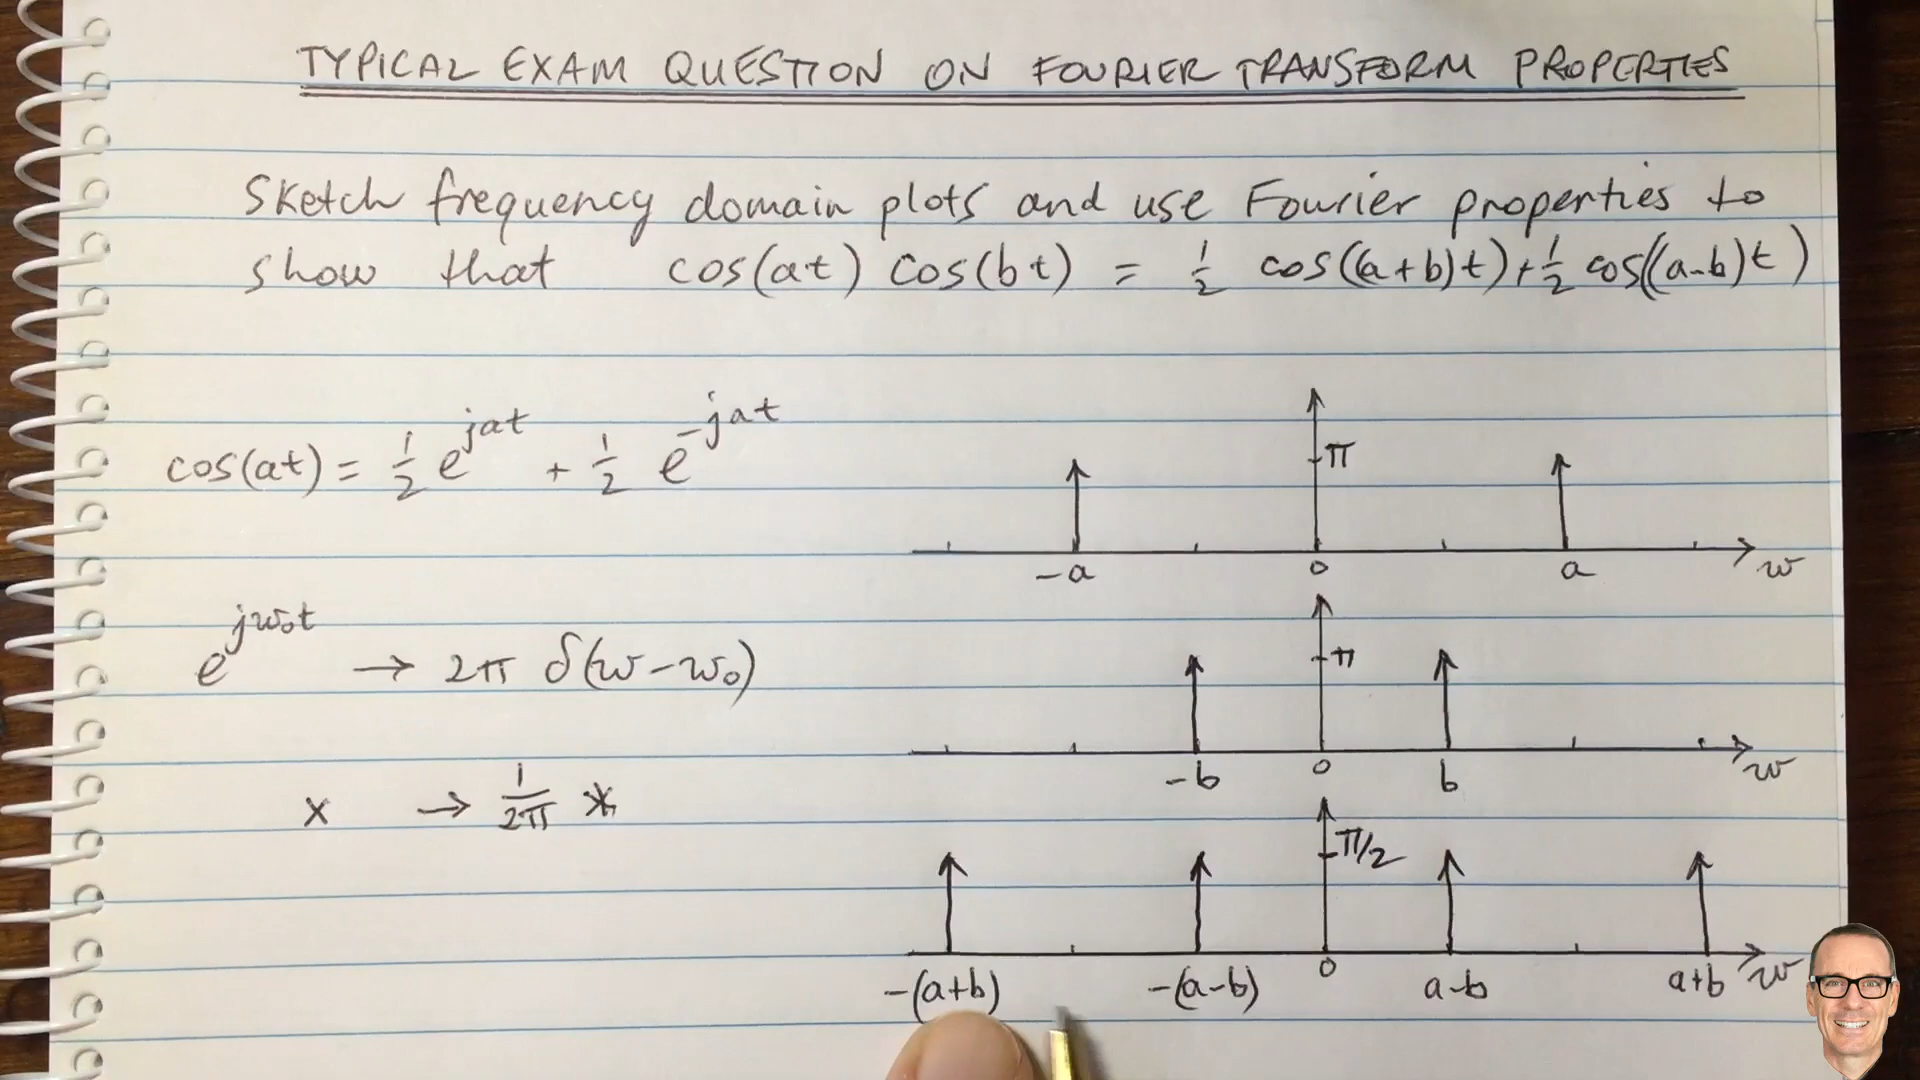 TYPICAL EXAM QUESTION ON FOURIER TRANSFORM PROPERTIES
Sketch frequency domain plots and use Fourier properties to
show that cos(at) cos(bt) = 1/2 cos((a+b)t) + 1/2 cos((a-b)t)
cos(at) = 1/2 e^{jat} + 1/2 e^{-jat}
π
-a 0 a w
e^{jw₀t} → 2π δ(w-w₀)
π
-b 0 b w
x → 1/2π *
π/2
-(a+b) -(a-b) 0 a-b a+b w